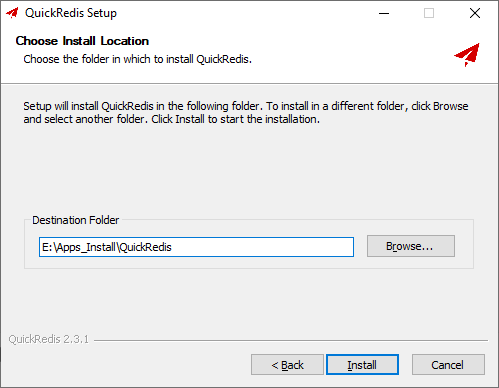 QuickRedis Setup
Choose Install Location
Choose the folder in which to install QuickRedis.
Setup will install QuickRedis in the following folder. To install in a different folder, click Browse
and select another folder. Click Install to start the installation.
Destination Folder
E:\Apps_Install\QuickRedis
Browse...
QuickRedis 2.3.1
< Back
Install
Cancel